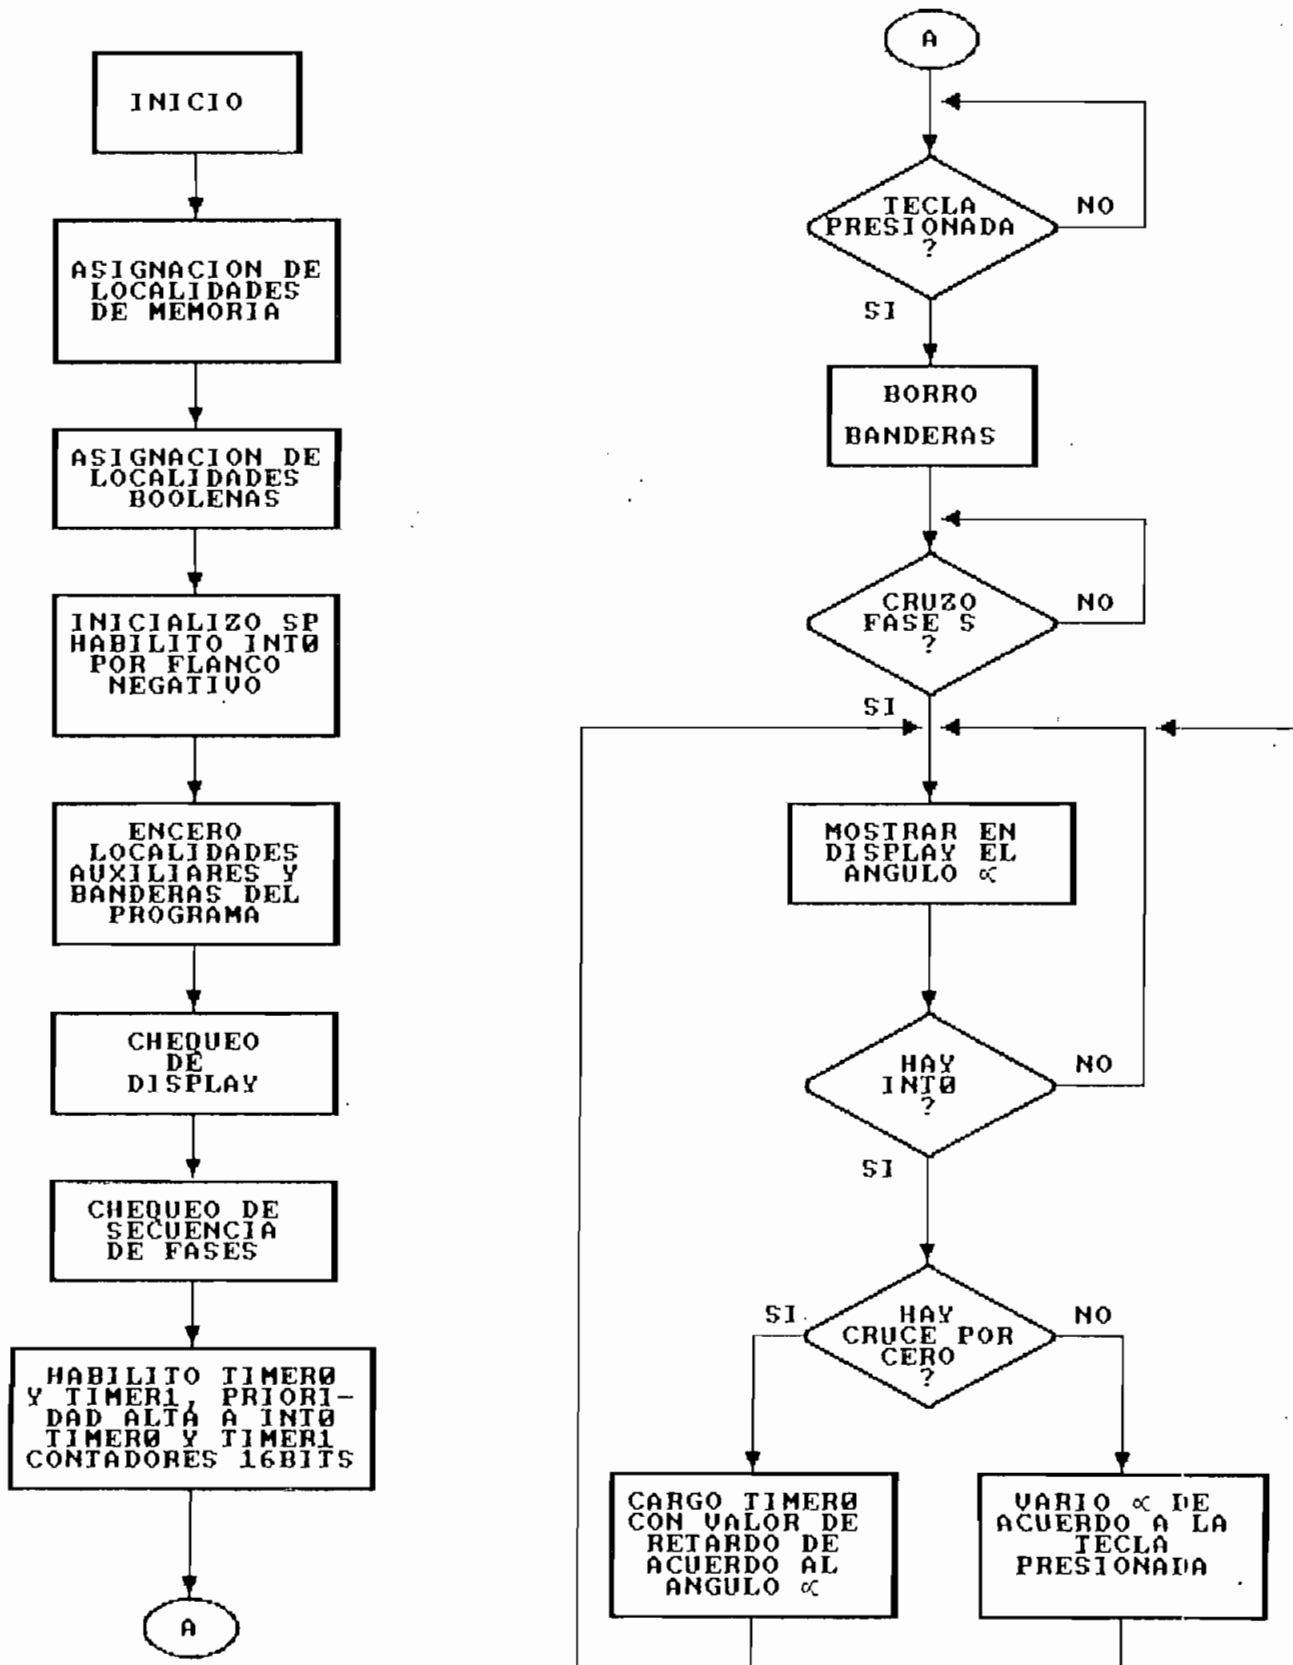 INICIO
ASIGNACION DE
LOCALIDADES
DE MEMORIA
ASIGNACION DE
LOCALIDADES
BOOLENAS
INICIALIZO SP
HABILITO INT0
POR FLANCO
NEGATIVO
ENCERO
LOCALIDADES
AUXILIARES Y
BANDERAS DEL
PROGRAMA
CHEQUEO
DE
DISPLAY
CHEQUEO DE
SECUENCIA
DE FASES
HABILITO TIMER0
Y TIMER1, PRIORI-
DAD ALTA A INT0
TIMER0 Y TIMER1
CONTADORES 16BITS
A
A
TECLA
PRESIONADA
?
NO
SI
BORRO
BANDERAS
CRUZO
FASE S
?
NO
SI
MOSTRAR EN
DISPLAY EL
ANGULO ∝
HAY
INT0
?
NO
SI
HAY
CRUCE POR
CERO
?
SI
NO
CARGO TIMER0
CON VALOR DE
RETARDO DE
ACUERDO AL
ANGULO ∝
VARIO ∝ DE
ACUERDO A LA
TECLA
PRESIONADA